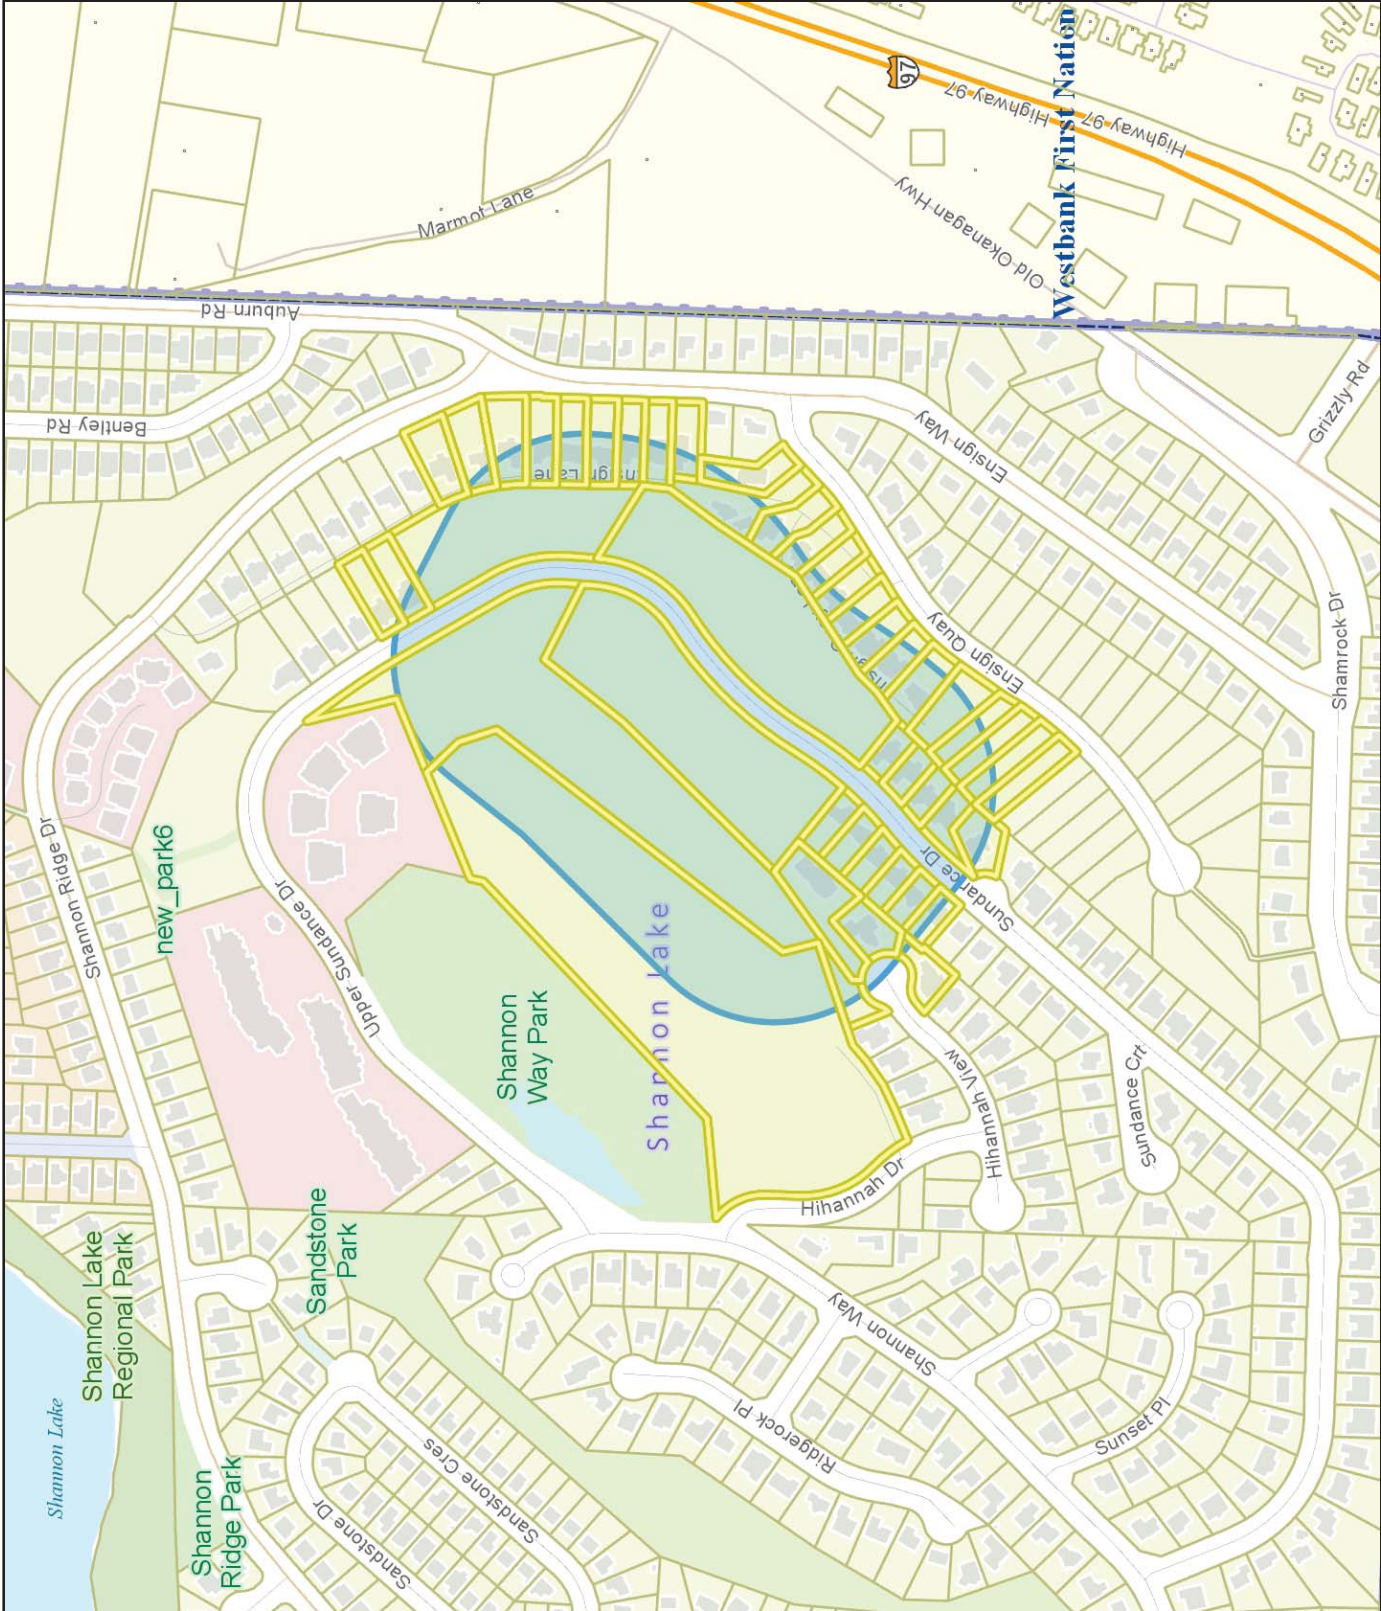 97
Highway 97
Highway 97
Westbank First Nation
Old Okanagan Hwy
Marmot Lane
Auburn Rd
Bentley Rd
Grizzly Rd
Ensign Way
Ensign Quay
Shamrock Dr
Shannon Ridge Dr
new_park6
Upper Sundance Dr
Sundance Dr
Sundance Dr
Shannon
Way Park
Shannon Lake
Hihannah View
Hihannah Dr
Sundance Crt
Sandstone
Park
Shannon Lake
Regional Park
Shannon Lake
Shannon
Ridge Park
Shannon Way
Ridgerock Pl
Sunset Pl
Sandstone Cres
Sandstone Dr